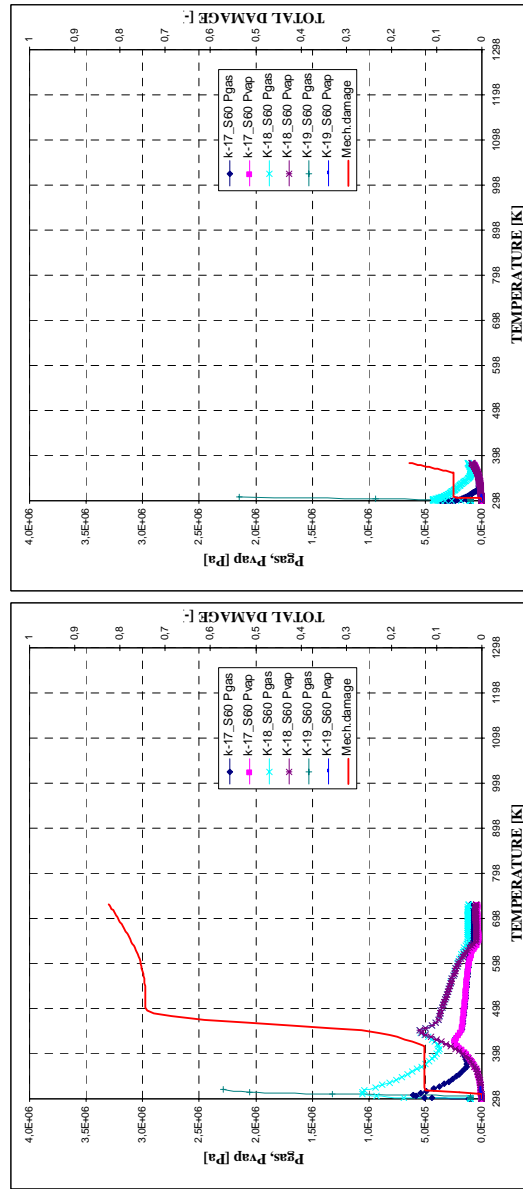 Pgas, Pvap [Pa]
4.0E+06
3.5E+06
3.0E+06
2.5E+06
2.0E+06
1.5E+06
1.0E+06
5.0E+05
0.0E+00
k-17_S60 Pgas
k-17_S60 Pvap
K-18_S60 Pgas
K-18_S60 Pvap
K-19_S60 Pgas
K-19_S60 Pvap
Mech.damage
1
0.9
0.8
0.7
0.6
0.5
0.4
0.3
0.2
0.1
0
TOTAL DAMAGE [-
298 398 498 598 698 798 898 998 1098 1198 1298
TEMPERATURE [K]
Pgas, Pvap [Pa]
4.0E+06
3.5E+06
3.0E+06
2.5E+06
2.0E+06
1.5E+06
1.0E+06
5.0E+05
0.0E+00
k-17_S60 Pgas
k-17_S60 Pvap
K-18_S60 Pgas
K-18_S60 Pvap
K-19_S60 Pgas
K-19_S60 Pvap
Mech.damage
1
0.9
0.8
0.7
0.6
0.5
0.4
0.3
0.2
0.1
0
TOTAL DAMAGE [-
298 398 498 598 698 798 898 998 1098 1198 1298
TEMPERATURE [K]